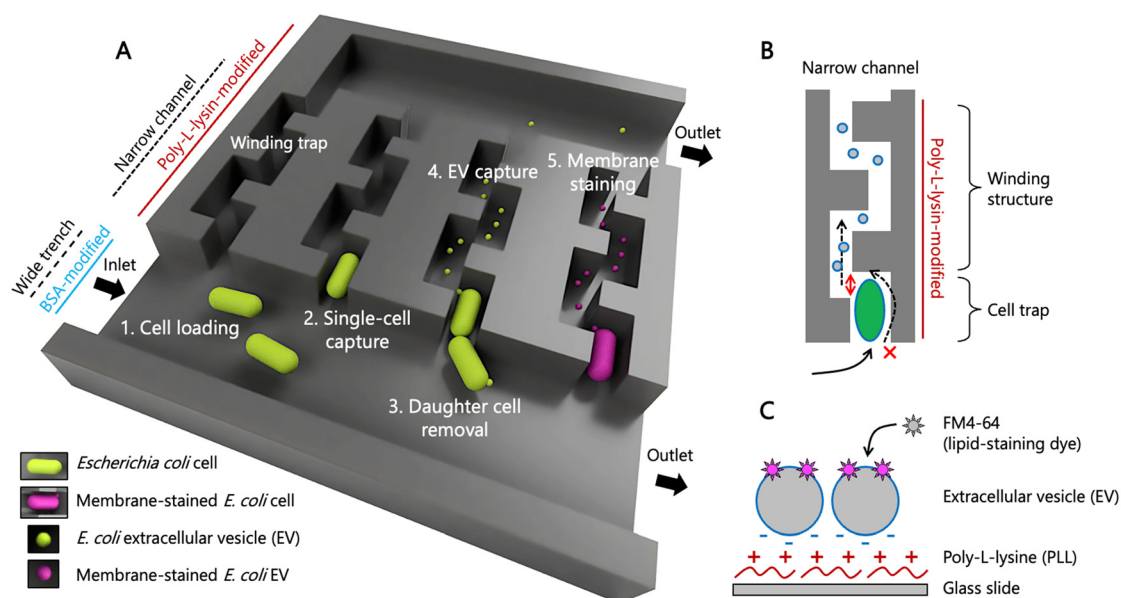 A
Narrow channel
Poly-L-lysin-modified
Wide trench
BSA-modified
Inlet
Winding trap
1. Cell loading
2. Single-cell
capture
3. Daughter cell
removal
4. EV capture
5. Membrane
staining
Outlet
Outlet
Escherichia coli cell
Membrane-stained E. coli cell
E. coli extracellular vesicle (EV)
Membrane-stained E. coli EV
B
Narrow channel
Poly-L-lysin-modified
Winding
structure
Cell trap
C
FM4-64
(lipid-staining dye)
Extracellular vesicle (EV)
- - - - - -
+ + + + + +
Poly-L-lysine (PLL)
Glass slide